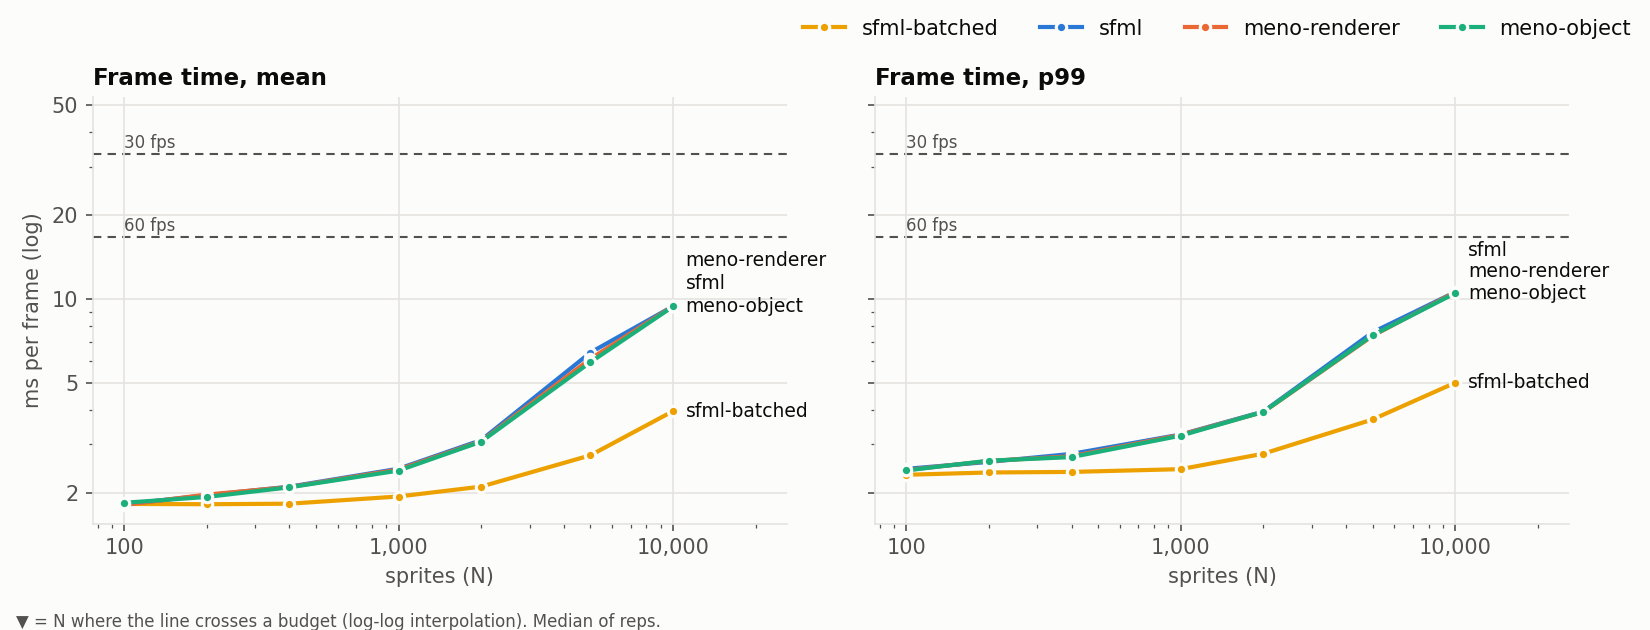 sfml-batched sfml meno-renderer meno-object
Frame time, mean
Frame time, p99
ms per frame (log)
50
20
10
5
2
30 fps
60 fps
meno-renderer
sfml
meno-object
sfml-batched
100 1,000 10,000
sprites (N)
30 fps
60 fps
sfml
meno-renderer
meno-object
sfml-batched
100 1,000 10,000
sprites (N)
▼ = N where the line crosses a budget (log-log interpolation). Median of reps.